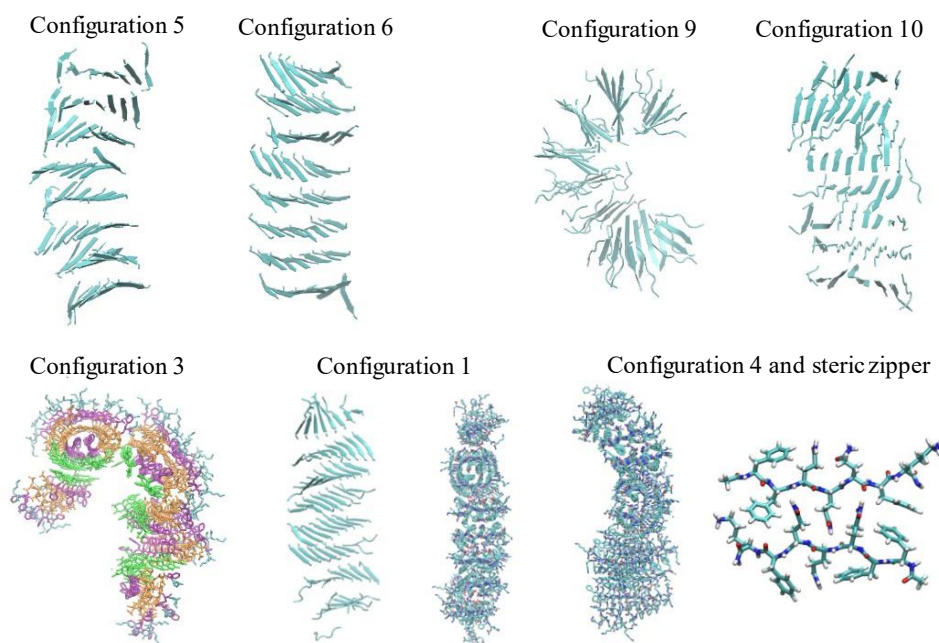 Configuration 5
Configuration 6
Configuration 9
Configuration 10
Configuration 3
Configuration 1
Configuration 4 and steric zipper